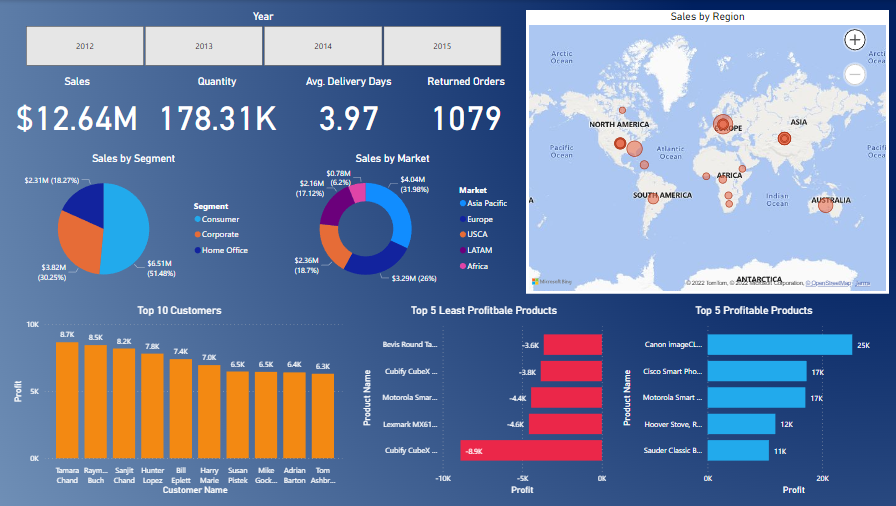 Year
2012
2013
2014
2015
Sales
Quantity
Avg. Delivery Days
Returned Orders
$12.64M
178.31K
3.97
1079
Sales by Segment
$2.31M (18.27%)
$3.82M
(30.25%)
$6.51M
(51.48%)
Segment
Consumer
Corporate
Home Office
Sales by Market
$0.78M
(6.2%)
$2.16M
(17.12%)
$2.36M
(18.7%)
$4.04M
(31.98%)
$3.29M (26%)
Market
Asia Pacific
Europe
USCA
LATAM
Africa
Sales by Region
Arctic
Ocean
Arctic
Ocean
NORTH AMERICA
ASIA
Pacific
Ocean
Atlantic
Ocean
Pacific
Ocean
AFRICA
SOUTH AMERICA
Indian
Ocean
AUSTRALIA
A
ANTARCTICA
Microsoft Bing
© 2022 TomTom, © 2022 Microsoft Corporation, © OpenStreetMap Terms
Top 10 Customers
Profit
10K
5K
0K
8.7K
8.5K
8.2K
7.8K
7.4K
7.0K
6.5K
6.5K
6.4K
6.3K
Tamara
Chand
Raym...
Buch
Sanjit
Chand
Hunter
Lopez
Bill
Eplett
Harry
Marie
Susan
Pistek
Mike
Gock...
Adrian
Barton
Tom
Ashbr...
Customer Name
Top 5 Least Profitbale Products
Product Name
Bevis Round Ta...
-3.6K
Cubify CubeX ...
-3.8K
Motorola Smar...
-4.4K
Lexmark MX61...
-4.6K
Cubify CubeX ...
-8.9K
-10K
-5K
0K
Profit
Top 5 Profitable Products
Product Name
Canon imageCL...
25K
Cisco Smart Pho...
17K
Motorola Smart ...
17K
Hoover Stove, R...
12K
Sauder Classic B...
11K
0K
20K
Profit